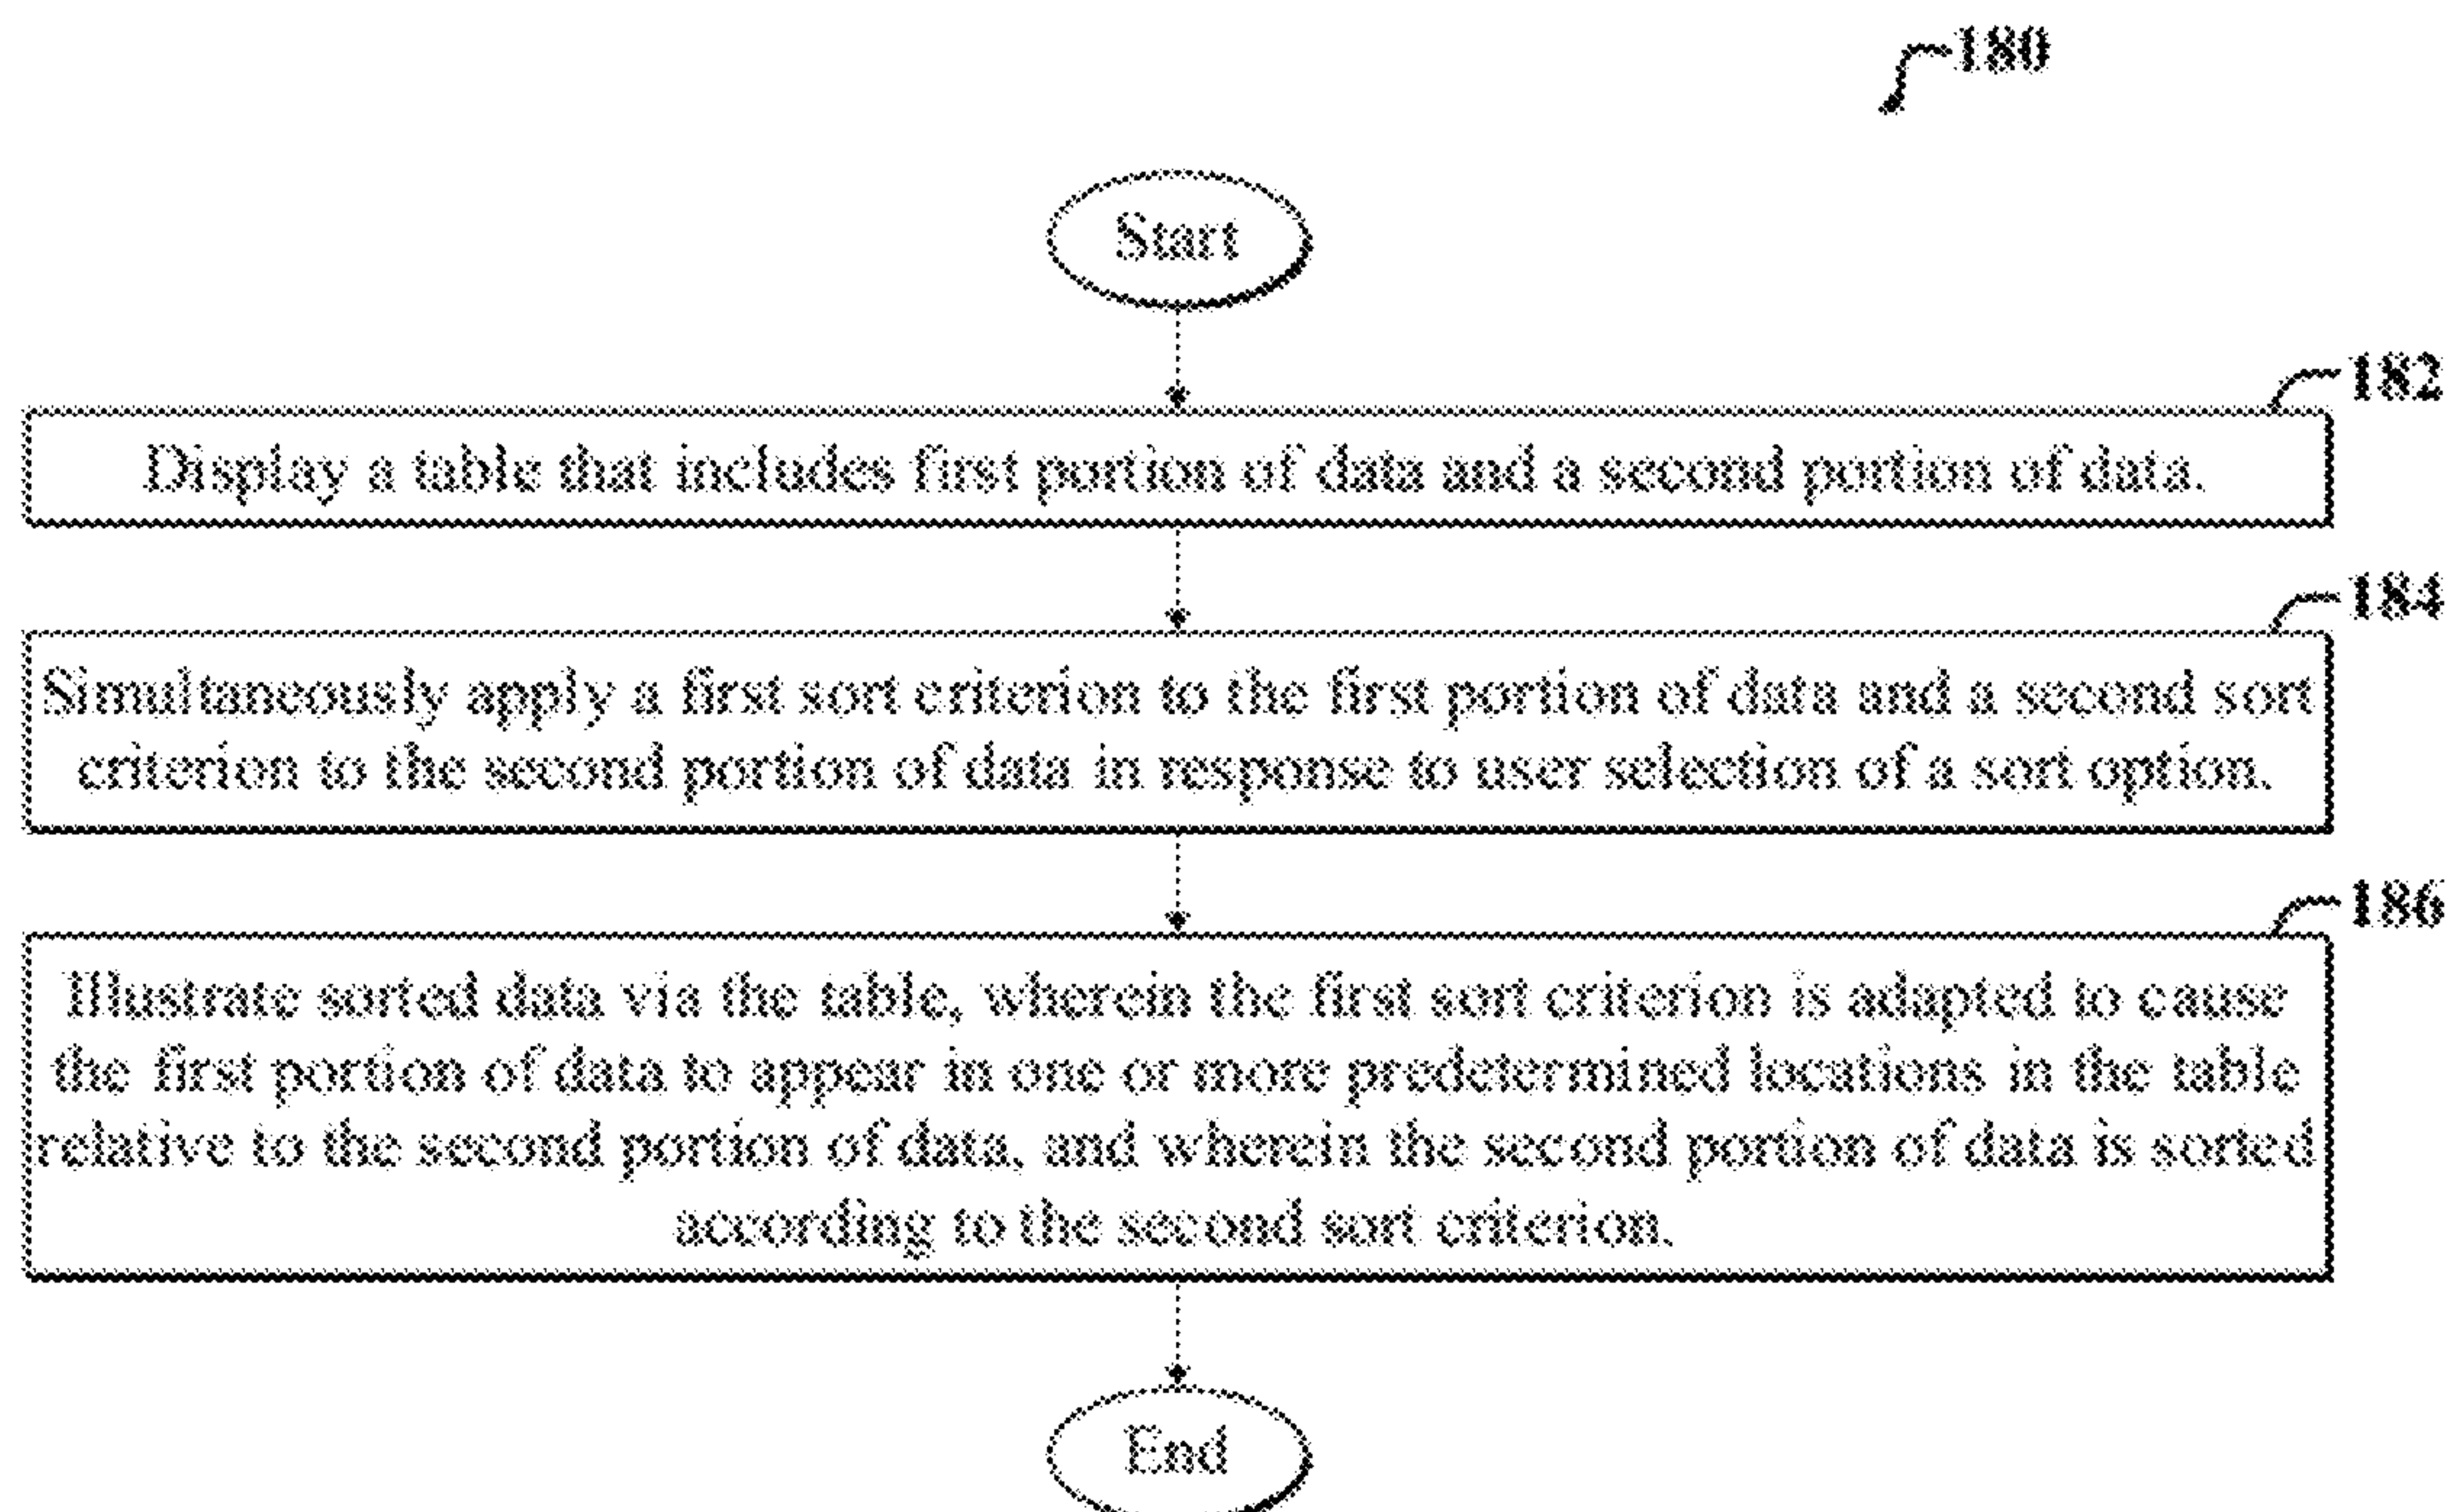 180
Start
182
Display a table that includes first portion of data and a second portion of data.
184
Simultaneously apply a first sort criterion to the first portion of data and a second sort
criterion to the second portion of data in response to user selection of a sort option.
186
Illustrate sorted data via the table, wherein the first sort criterion is adapted to cause
the first portion of data to appear in one or more predetermined locations in the table
relative to the second portion of data, and wherein the second portion of data is sorted
according to the second sort criterion.
End